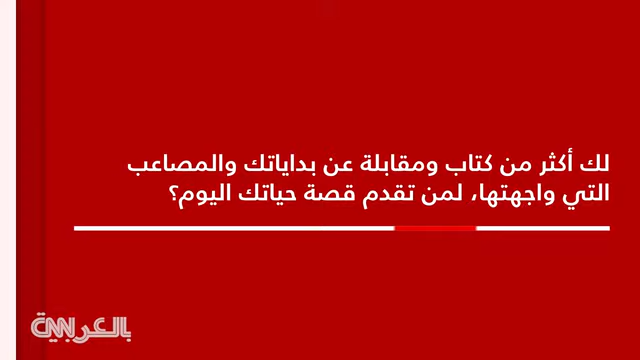 لك أكثر من كتاب ومقابلة عن بداياتك والمصاعب
التي واجهتها، لمن تقدم قصة حياتك اليوم؟
CNN بالعربية